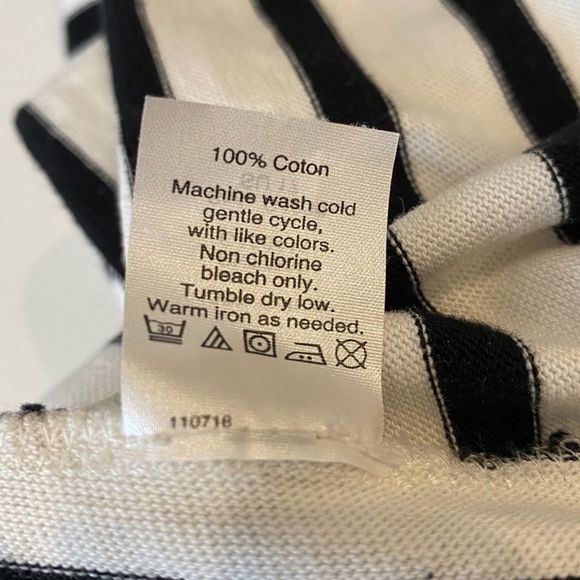 100% Coton
Machine wash cold
gentle cycle,
with like colors.
Non chlorine
bleach only.
Tumble dry low.
Warm iron as needed.
30
110716